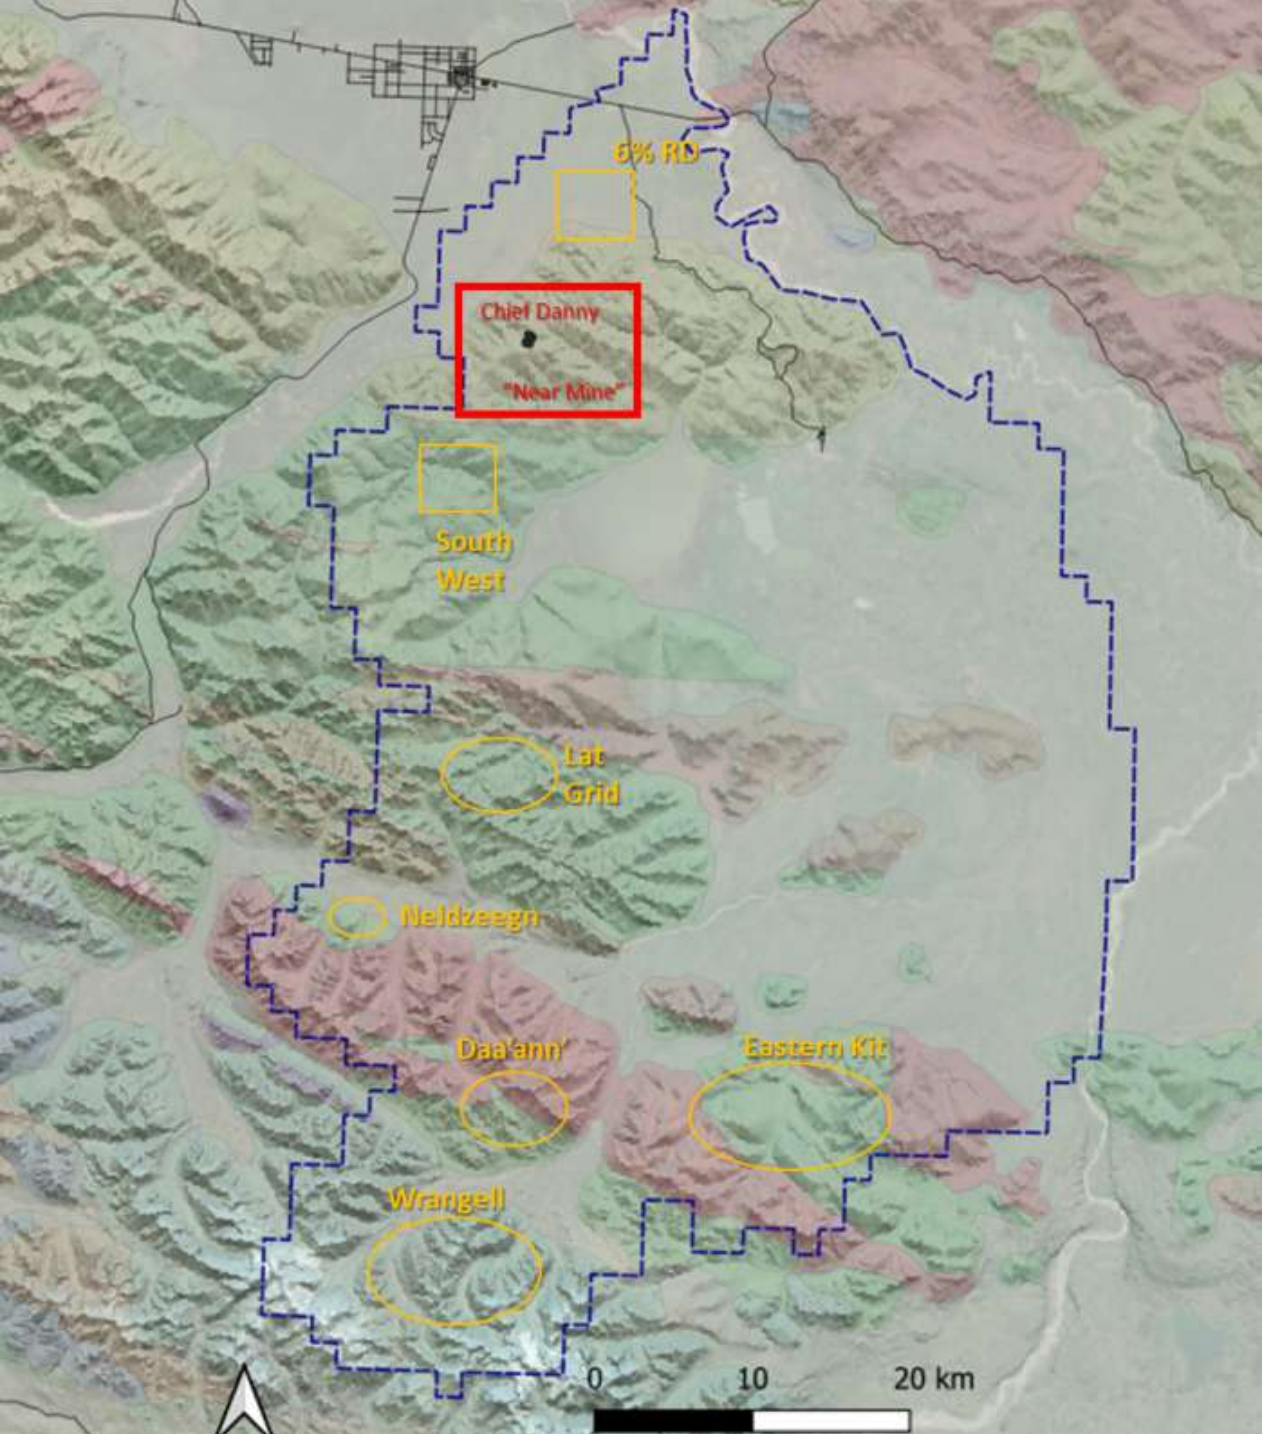 6% RD
Chief Danny
"Near Mine"
South
West
Lat
Grid
Neldzeegn
Daa'ann'
Eastern Kit
Wrangell
0 10 20 km